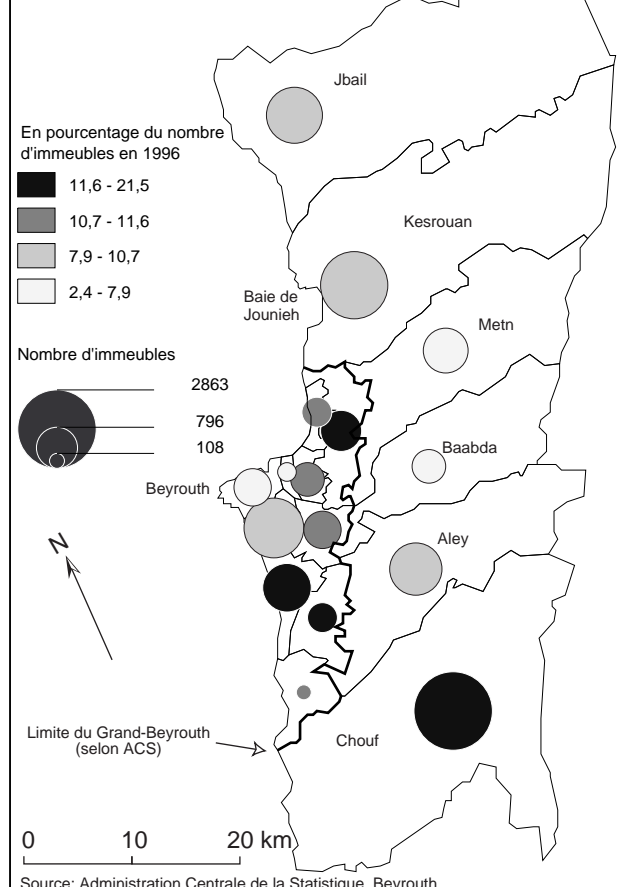 Jbail
En pourcentage du nombre
d'immeubles en 1996
11,6 - 21,5
10,7 - 11,6
7,9 - 10,7
2,4 - 7,9
Kesrouan
Baie de
Jounieh
Metn
Nombre d'immeubles
2863
796
108
Baabda
Beyrouth
N
Aley
Limite du Grand-Beyrouth
(selon ACS)
Chouf
0 10 20 km
Source: Administration Centrale de la Statistique, Beyrouth